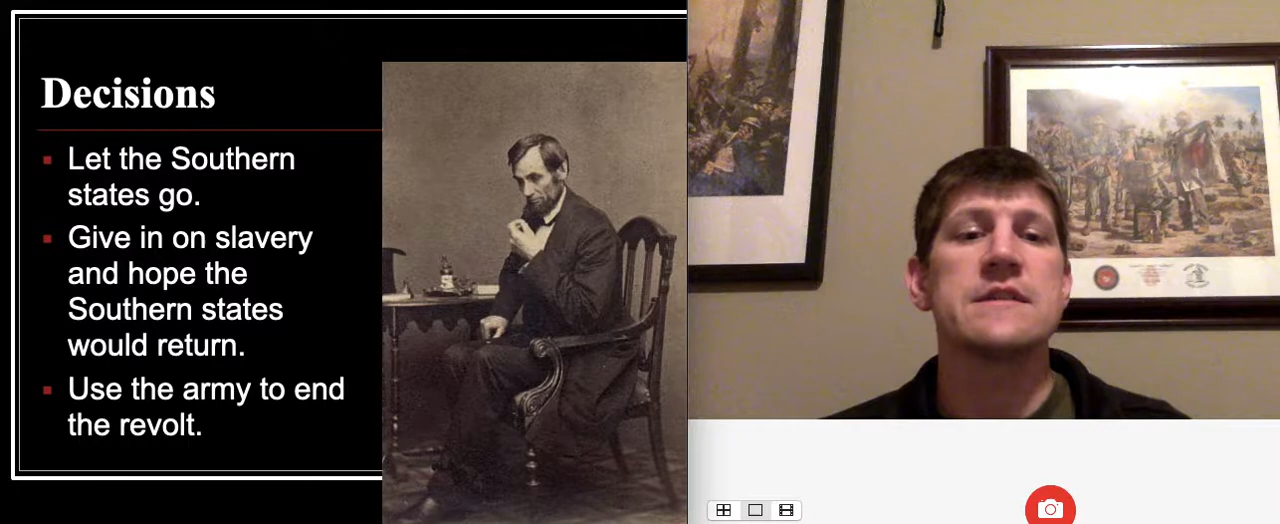 Decisions
Let the Southern
states go.
Give in on slavery
and hope the
Southern states
would return.
Use the army to end
the revolt.